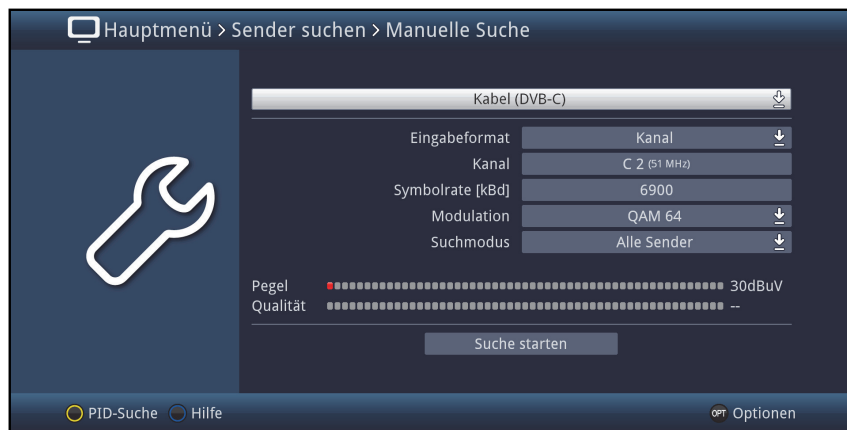 Hauptmenü > Sender suchen > Manuelle Suche
Kabel (DVB-C)
Eingabeformat Kanal
Kanal C 2 (51 MHz)
Symbolrate [kBd] 6900
Modulation QAM 64
Suchmodus Alle Sender
Pegel 30dBuV
Qualität --
Suche starten
PID-Suche Hilfe OPT Optionen